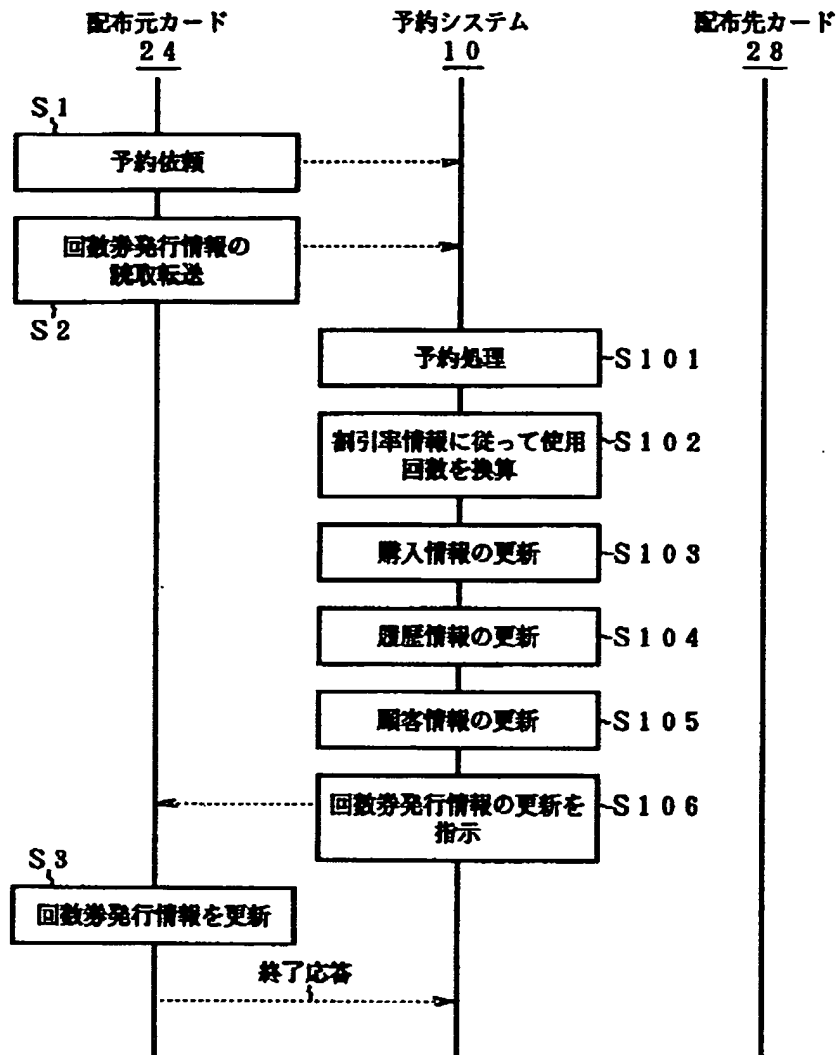 配布元カード
24
予約システム
10
配布先カード
28
S1
予約依頼
回数券発行情報の
読取転送
S2
予約処理
S101
割引率情報に従って使用
回数を換算
S102
購入情報の更新
S103
履歴情報の更新
S104
顧客情報の更新
S105
回数券発行情報の更新を
指示
S106
S3
回数券発行情報を更新
終了応答